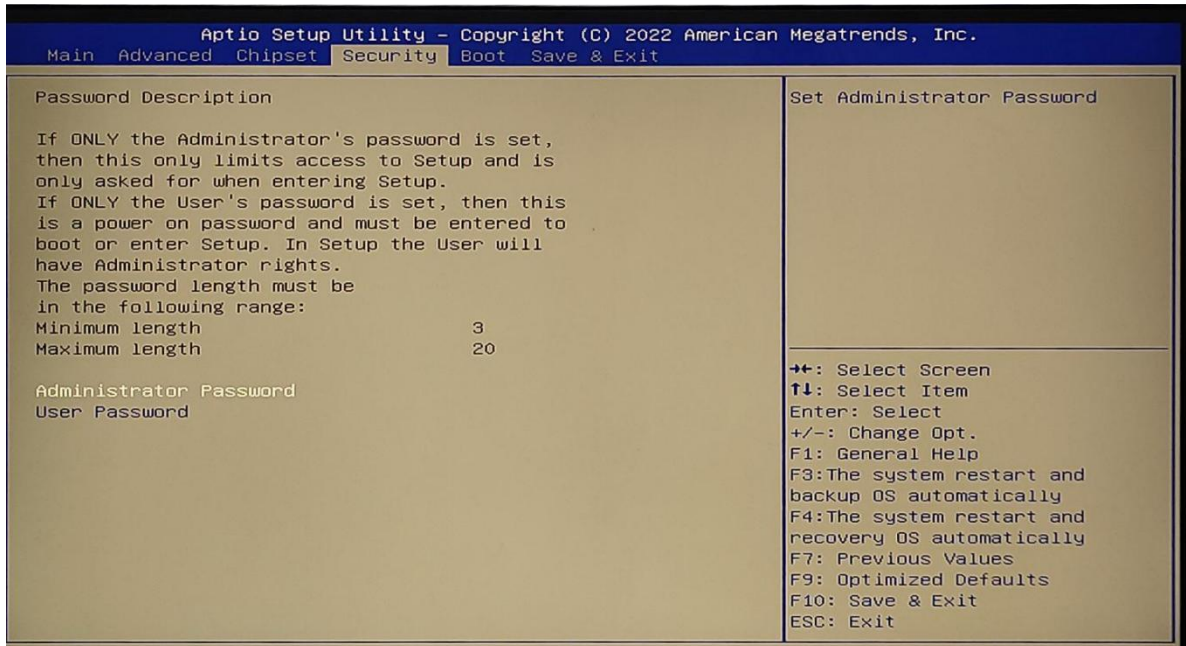 Aptio Setup Utility – Copyright (C) 2022 American Megatrends, Inc.
Main Advanced Chipset Security Boot Save & Exit
Password Description
If ONLY the Administrator's password is set,
then this only limits access to Setup and is
only asked for when entering Setup.
If ONLY the User's password is set, then this
is a power on password and must be entered to
boot or enter Setup. In Setup the User will
have Administrator rights.
The password length must be
in the following range:
Minimum length 3
Maximum length 20
Administrator Password
User Password
Set Administrator Password
→←: Select Screen
↑↓: Select Item
Enter: Select
+/-: Change Opt.
F1: General Help
F3:The system restart and
backup OS automatically
F4:The system restart and
recovery OS automatically
F7: Previous Values
F9: Optimized Defaults
F10: Save & Exit
ESC: Exit